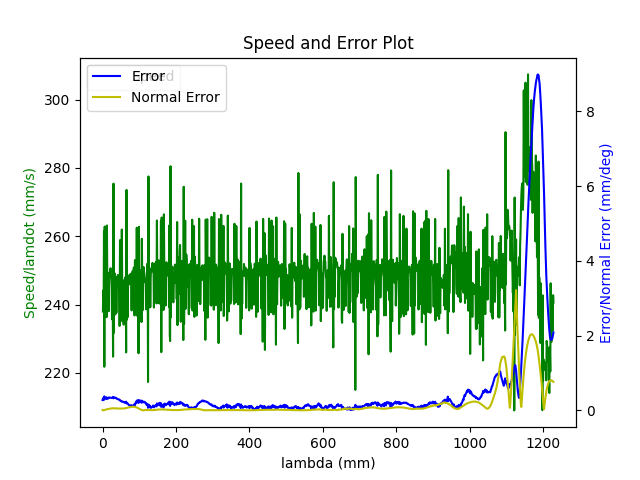 Speed and Error Plot
Error
Normal Error
300
280
260
240
220
8
6
4
2
0
0 200 400 600 800 1000 1200
lambda (mm)
Speed/lamdot (mm/s)
Error/Normal Error (mm/deg)